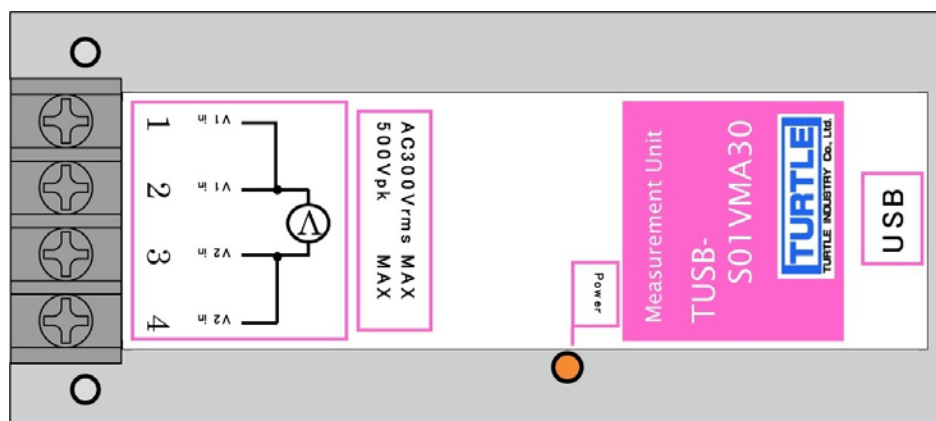 1 V1 in
2 V1 in
3 V2 in
4 V2 in
V
AC300Vrms MAX
500Vpk MAX
Power
Measurement Unit
TUSB-
S01VMA30
TURTLE
TURTLE INDUSTRY Co., Ltd.
USB